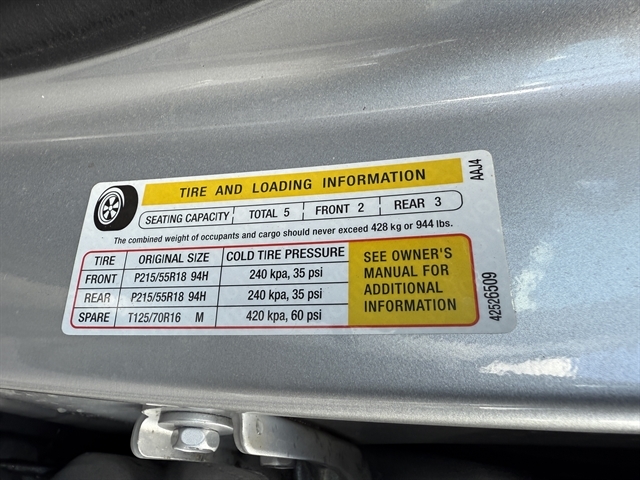 TIRE AND LOADING INFORMATION
SEATING CAPACITY TOTAL 5 FRONT 2 REAR 3
The combined weight of occupants and cargo should never exceed 428 kg or 944 lbs.
TIRE ORIGINAL SIZE COLD TIRE PRESSURE
FRONT P215/55R18 94H 240 kpa, 35 psi
REAR P215/55R18 94H 240 kpa, 35 psi
SPARE T125/70R16 M 420 kpa, 60 psi
SEE OWNER'S
MANUAL FOR
ADDITIONAL
INFORMATION
AAJ4
42526509